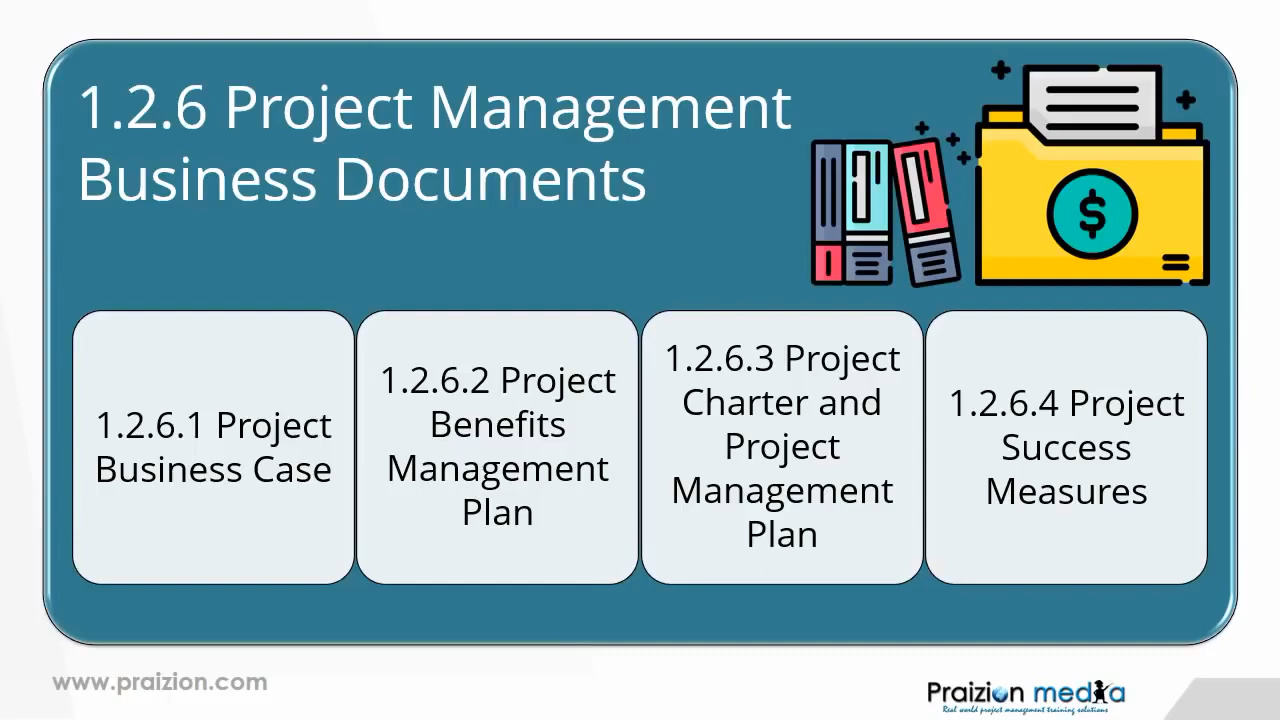 1.2.6 Project Management
Business Documents
$
1.2.6.1 Project
Business Case
1.2.6.2 Project
Benefits
Management
Plan
1.2.6.3 Project
Charter and
Project
Management
Plan
1.2.6.4 Project
Success
Measures
www.praizion.com
Praizion media
Real world project management training solutions